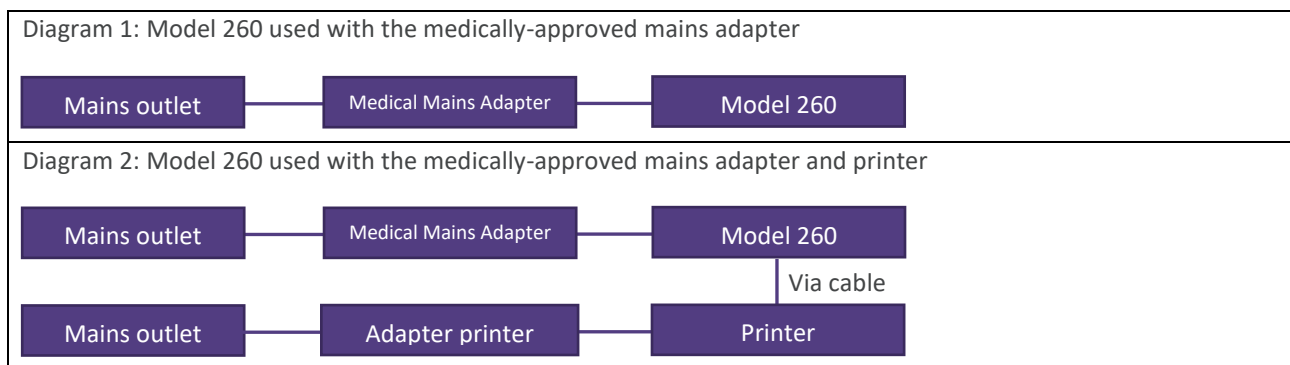 Diagram 1: Model 260 used with the medically-approved mains adapter
Mains outlet
Medical Mains Adapter
Model 260
Diagram 2: Model 260 used with the medically-approved mains adapter and printer
Mains outlet
Medical Mains Adapter
Model 260
Via cable
Mains outlet
Adapter printer
Printer